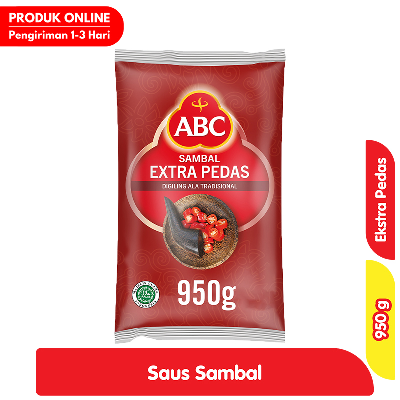 PRODUK ONLINE
Pengiriman 1-3 Hari
ABC
SAMBAL
EXTRA PEDAS
DIGILING ALA TRADISIONAL
950g
Ekstra Pedas
950 g
Saus Sambal